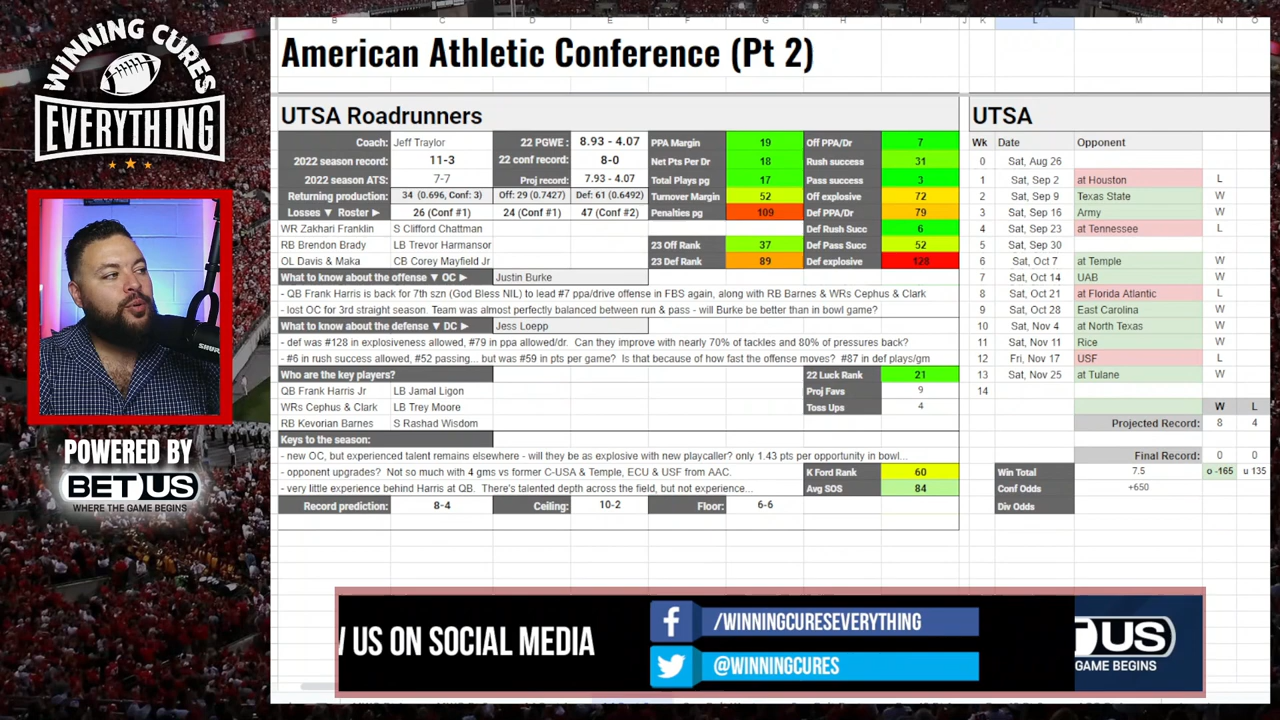 WINNING CURES
EVERYTHING
POWERED BY
BETUS
WHERE THE GAME BEGINS
B C D E F G H I J K L M N O
American Athletic Conference (Pt 2)
UTSA Roadrunners
Coach: Jeff Traylor 22 PGWE: 8.93 - 4.07 PPA Margin 19 Off PPA/Dr 7
2022 season record: 11-3 22 conf record: 8-0 Net Pts Per Dr 18 Rush success 31
2022 season ATS: 7-7 Proj record: 7.93 - 4.07 Total Plays pg 17 Pass success 3
Returning production: 34 (0.696, Conf: 3) Off: 29 (0.7427) Def: 61 (0.6492) Turnover Margin 52 Off explosive 72
Losses ▼ Roster ► 26 (Conf #1) 24 (Conf #1) 47 (Conf #2) Penalties pg 109 Def PPA/Dr 79
WR Zakhari Franklin S Clifford Chattman Def Rush Succ 6
RB Brendon Brady LB Trevor Harmanson 23 Off Rank 37 Def Pass Succ 52
OL Davis & Maka CB Corey Mayfield Jr 23 Def Rank 89 Def explosive 128
What to know about the offense ▼ OC ► Justin Burke
- QB Frank Harris is back for 7th szn (God Bless NIL) to lead #7 ppa/drive offense in FBS again, along with RB Barnes & WRs Cephus & Clark
- lost OC for 3rd straight season. Team was almost perfectly balanced between run & pass - will Burke be better than in bowl game?
What to know about the defense ▼ DC ► Jess Loepp
- def was #128 in explosiveness allowed, #79 in ppa allowed/dr. Can they improve with nearly 70% of tackles and 80% of pressures back?
- #6 in rush success allowed, #52 passing... but was #59 in pts per game? Is that because of how fast the offense moves? #87 in def plays/gm
Who are the key players? 22 Luck Rank 21
QB Frank Harris Jr LB Jamal Ligon Proj Favs 9
WRs Cephus & Clark LB Trey Moore Toss Ups 4
RB Kevorian Barnes S Rashad Wisdom
Keys to the season:
- new OC, but experienced talent remains elsewhere - will they be as explosive with new playcaller? only 1.43 pts per opportunity in bowl...
- opponent upgrades? Not so much with 4 gms vs former C-USA & Temple, ECU & USF from AAC. K Ford Rank 60
- very little experience behind Harris at QB. There's talented depth across the field, but not experience... Avg SOS 84
Record prediction: 8-4 Ceiling: 10-2 Floor: 6-6
UTSA
Wk Date Opponent
0 Sat, Aug 26
1 Sat, Sep 2 at Houston L
2 Sat, Sep 9 Texas State W
3 Sat, Sep 16 Army W
4 Sat, Sep 23 at Tennessee L
5 Sat, Sep 30
6 Sat, Oct 7 at Temple W
7 Sat, Oct 14 UAB W
8 Sat, Oct 21 at Florida Atlantic L
9 Sat, Oct 28 East Carolina W
10 Sat, Nov 4 at North Texas W
11 Sat, Nov 11 Rice W
12 Fri, Nov 17 USF L
13 Sat, Nov 25 at Tulane W
14
W L
Projected Record: 8 4
Final Record: 0 0
Win Total 7.5 o -165 u 135
Conf Odds +650
Div Odds
US ON SOCIAL MEDIA
/WINNINGCURESEVERYTHING
@WINNINGCURES
US
GAME BEGINS